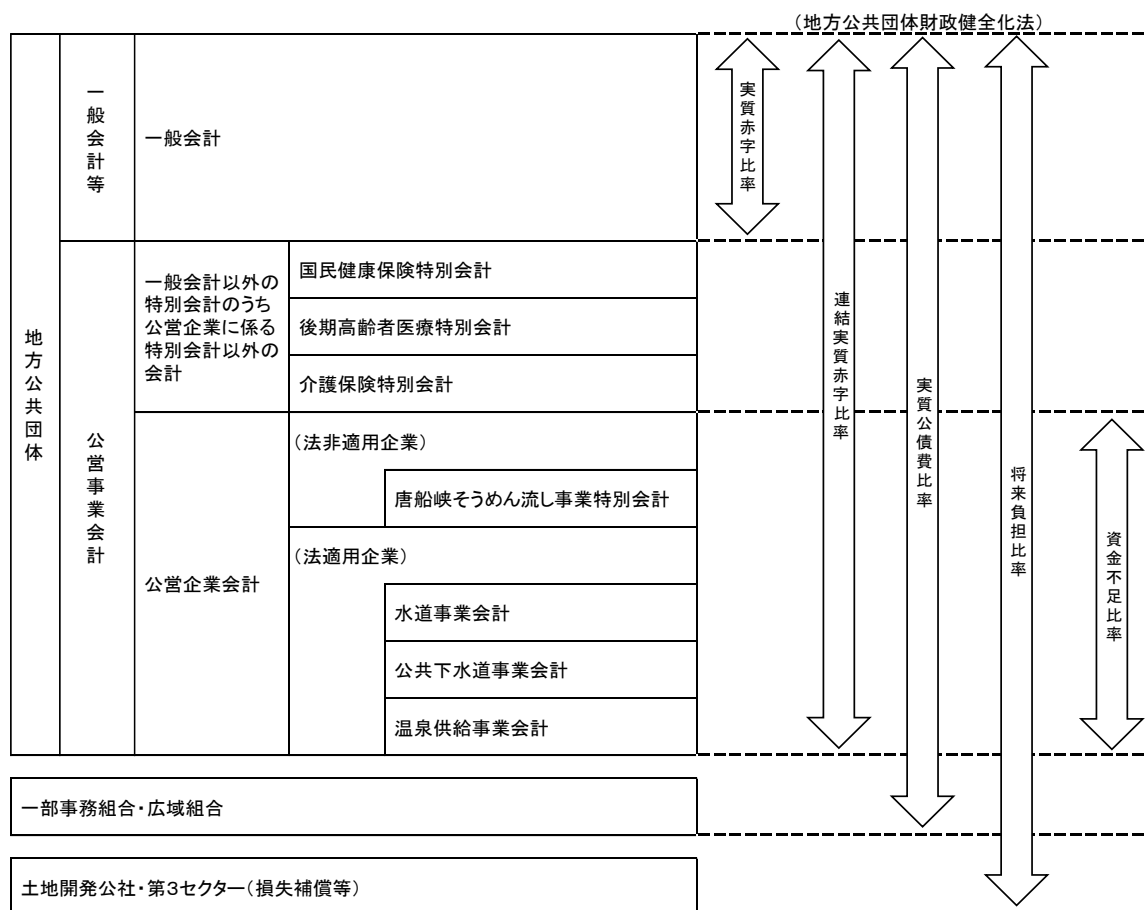 (地方公共団体財政健全化法)
地方公共団体
一般会計等
一般会計
公営事業会計
一般会計以外の
特別会計のうち
公営企業に係る
特別会計以外の
会計
国民健康保険特別会計
後期高齢者医療特別会計
介護保険特別会計
公営企業会計
(法非適用企業)
唐船峡そうめん流し事業特別会計
(法適用企業)
水道事業会計
公共下水道事業会計
温泉供給事業会計
一部事務組合・広域組合
土地開発公社・第3セクター(損失補償等)
実質赤字比率
連結実質赤字比率
実質公債費比率
将来負担比率
資金不足比率